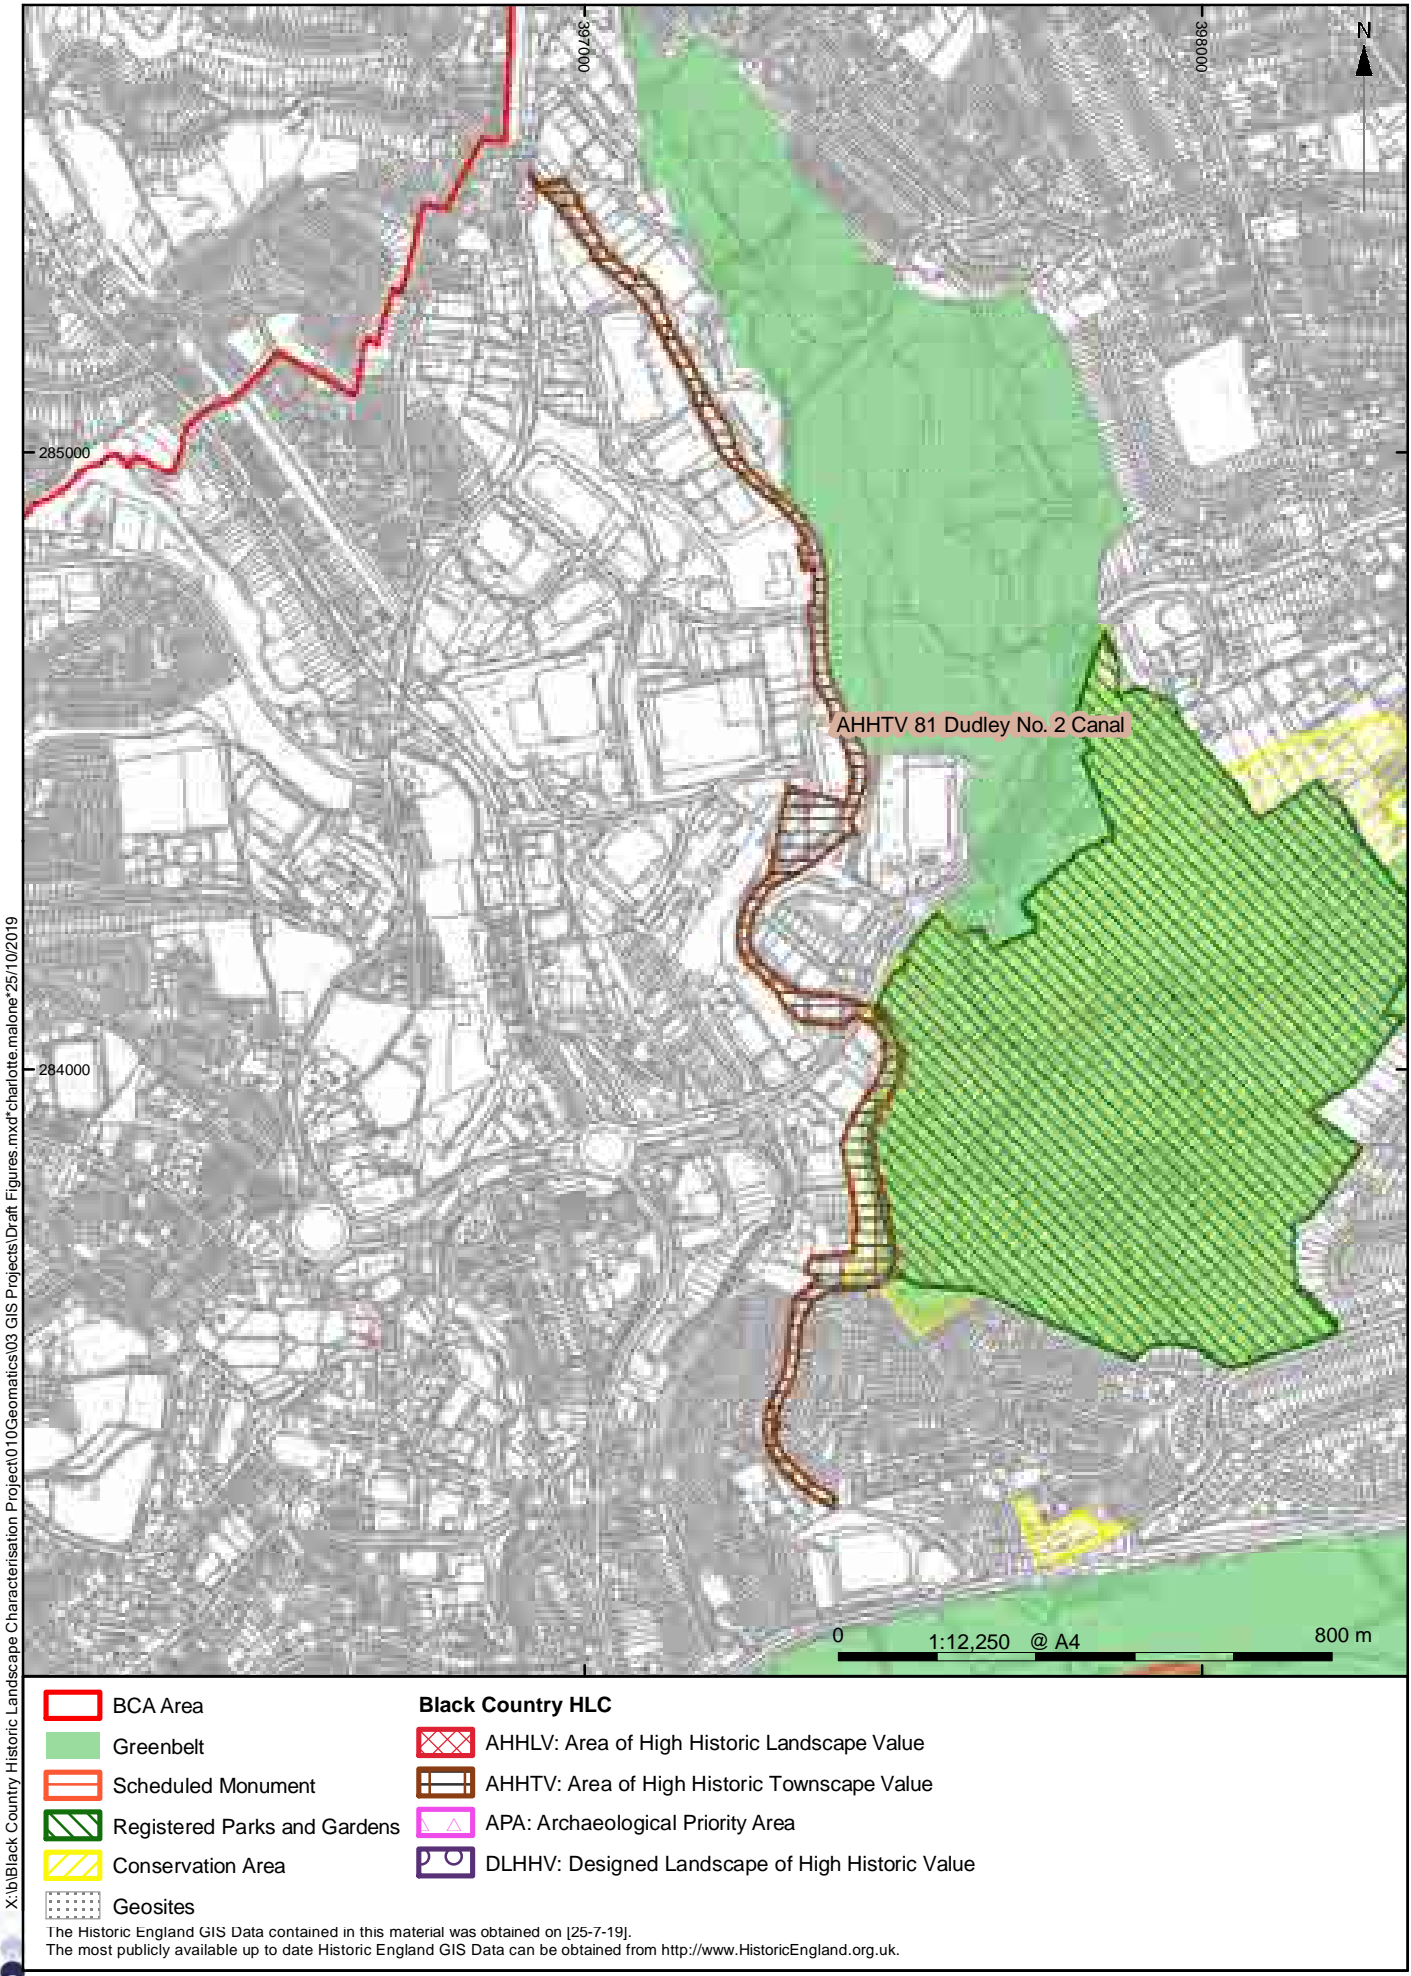 397000
398000
N
285000
AHHTV 81 Dudley No. 2 Canal
284000
0
1:12,250 @ A4
800 m
X:\b\Black Country Historic Landscape Characterisation Project\010Geomatics\03 GIS Projects\Draft Figures.mxd*charlotte.malone*25/10/2019
BCA Area
Greenbelt
Scheduled Monument
Registered Parks and Gardens
Conservation Area
Geosites
Black Country HLC
AHHLV: Area of High Historic Landscape Value
AHHTV: Area of High Historic Townscape Value
APA: Archaeological Priority Area
DLHHV: Designed Landscape of High Historic Value
The Historic England GIS Data contained in this material was obtained on [25-7-19].
The most publicly available up to date Historic England GIS Data can be obtained from http://www.HistoricEngland.org.uk.